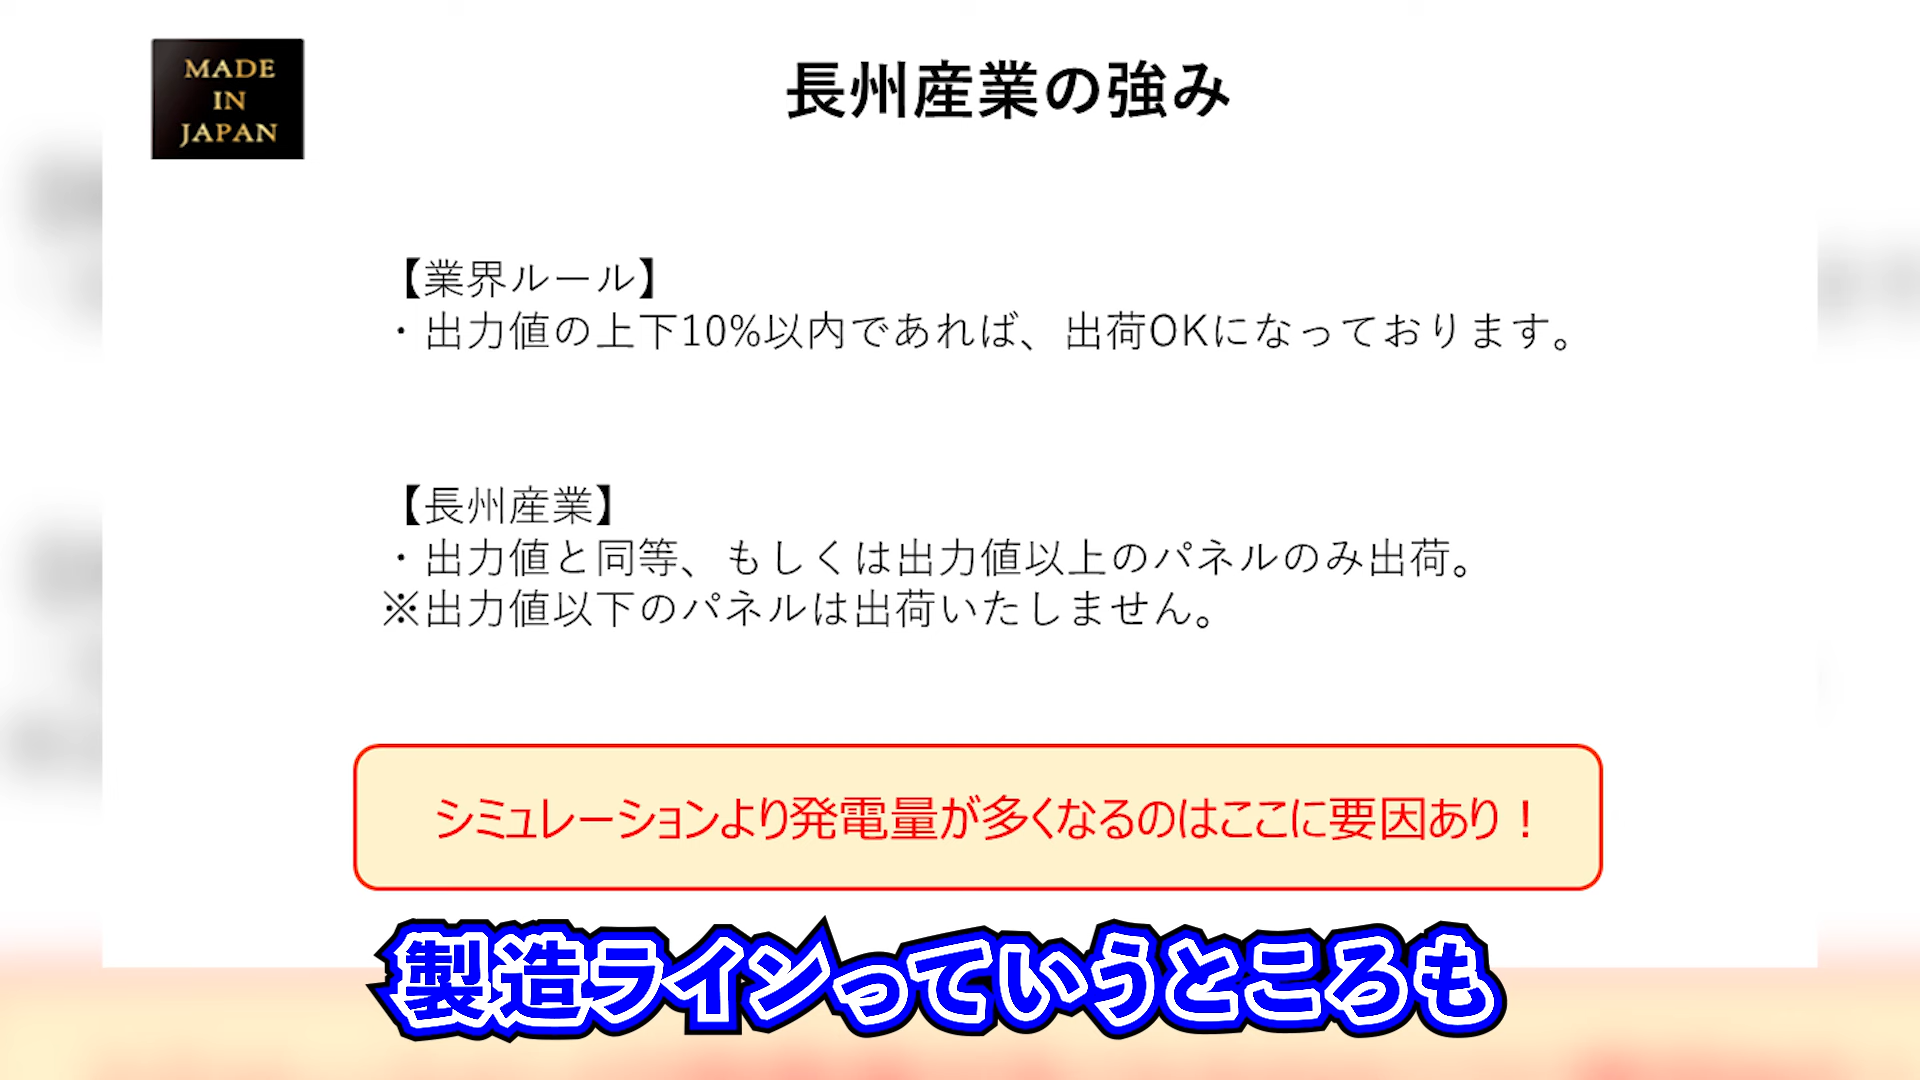 MADE
IN
JAPAN
長州産業の強み
【業界ルール】
・出力値の上下10%以内であれば、出荷OKになっております。
【長州産業】
・出力値と同等、もしくは出力値以上のパネルのみ出荷。
※出力値以下のパネルは出荷いたしません。
シミュレーションより発電量が多くなるのはここに要因あり！
製造ラインっていうところも